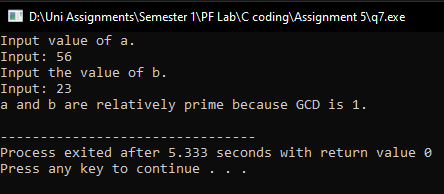 D:\Uni Assignments\Semester 1\PF Lab\C coding\Assignment 5\q7.exe
Input value of a.
Input: 56
Input the value of b.
Input: 23
a and b are relatively prime because GCD is 1.
--------------------------------
Process exited after 5.333 seconds with return value 0
Press any key to continue . . .